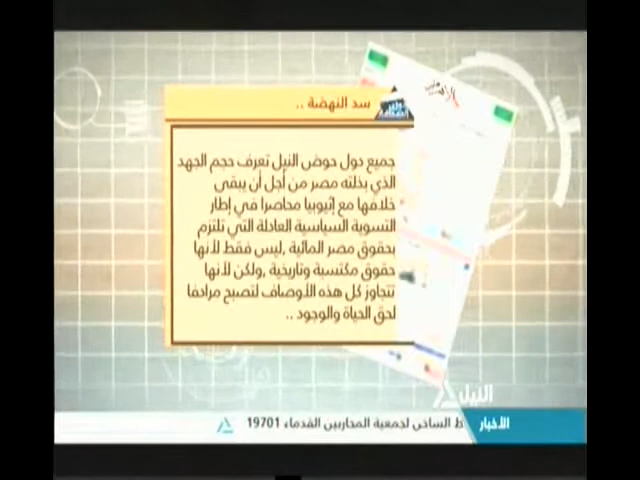 سد النهضة ..
جميع دول حوض النيل تعرف حجم الجهد
الذي بذلته مصر من أجل أن يبقى
خلافها مع إثيوبيا محاصرا في إطار
التسوية السياسية العادلة التي تلتزم
بحقوق مصر المائية ,ليس فقط لأنها
حقوق مكتسبة وتاريخية ,ولكن لأنها
تتجاوز كل هذه الأوصاف لتصبح مرادفا
لحق الحياة والوجود ..
النيل
الأخبار
ط الساخن لجمعية المحاربين القدماء 19701